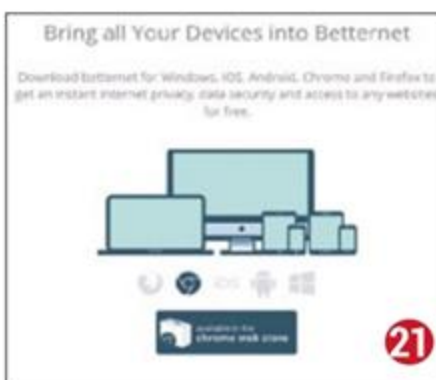 Bring all Your Devices into Betternet
Download betternet for Windows, iOS, Android, Chrome and Firefox to
get an instant internet privacy, data security and access to any websites
for free.
iOS
available in the
chrome web store
21